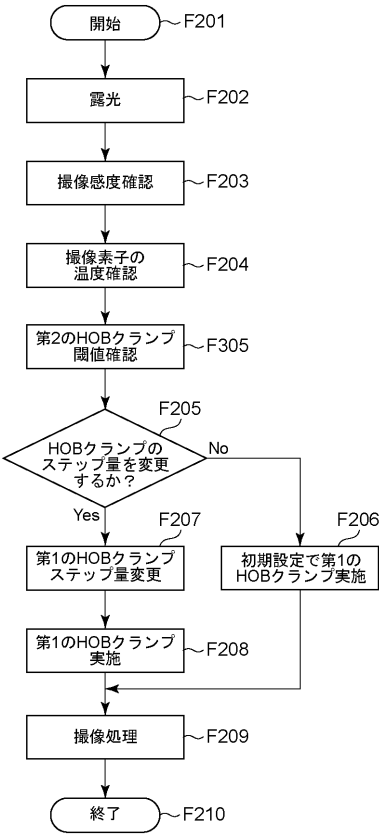 開始
F201
露光
F202
撮像感度確認
F203
撮像素子の
温度確認
F204
第2のHOBクランプ
閾値確認
F305
F205
HOBクランプの
ステップ量を変更
するか？
No
Yes
F207
第1のHOBクランプ
ステップ量変更
F206
初期設定で第1の
HOBクランプ実施
第1のHOBクランプ
実施
F208
撮像処理
F209
終了
F210